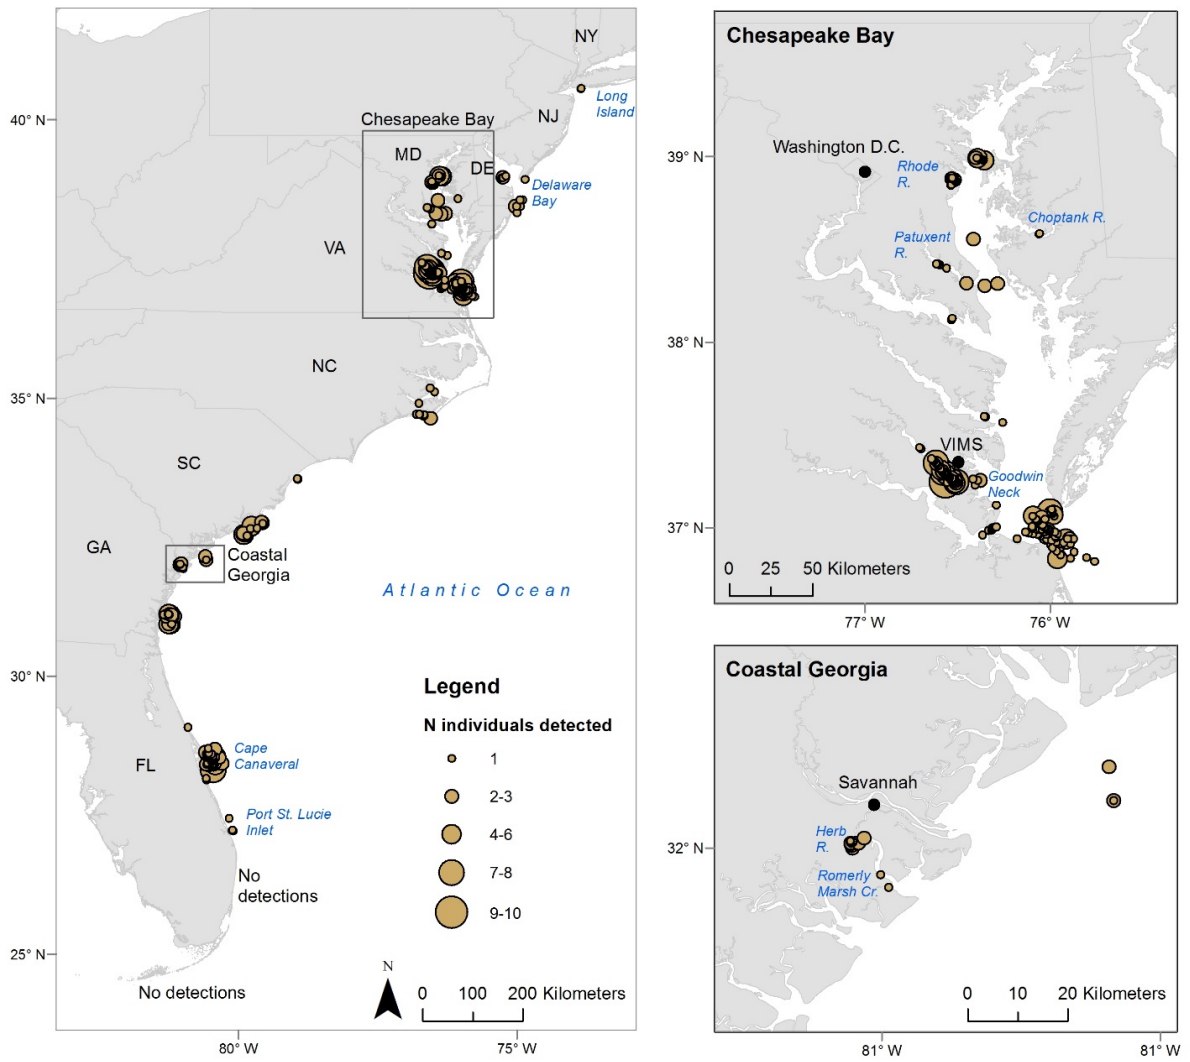 NY
Long
Island
40° N
NJ
Chesapeake Bay
MD
DE
Delaware
Bay
VA
NC
35° N
SC
GA
Coastal
Georgia
Atlantic Ocean
30° N
Cape
Canaveral
FL
Port St. Lucie
Inlet
No
detections
25° N
No detections
Legend
N individuals detected
1
2-3
4-6
7-8
9-10
N
0 100 200 Kilometers
80° W
75° W
Chesapeake Bay
39° N
Washington D.C.
Rhode
R.
Choptank R.
Patuxent
R.
38° N
VIMS
Goodwin
Neck
37° N
0 25 50 Kilometers
77° W
76° W
Coastal Georgia
Savannah
Herb
R.
32° N
Romerly
Marsh Cr.
0 10 20 Kilometers
81° W
81° W